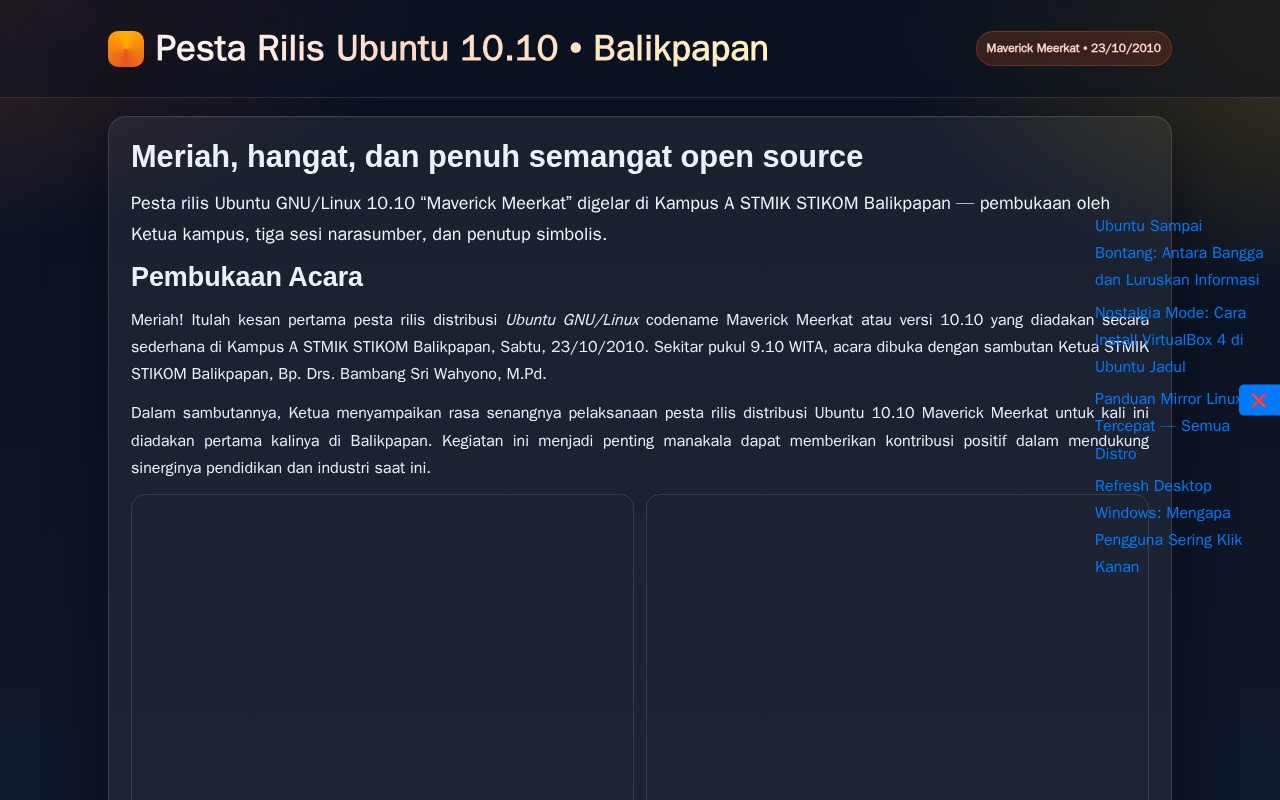 Pesta Rilis Ubuntu 10.10 • Balikpapan
Maverick Meerkat • 23/10/2010
Meriah, hangat, dan penuh semangat open source
Pesta rilis Ubuntu GNU/Linux 10.10 “Maverick Meerkat” digelar di Kampus A STMIK STIKOM Balikpapan — pembukaan oleh
Ketua kampus, tiga sesi narasumber, dan penutup simbolis.
Pembukaan Acara
Meriah! Itulah kesan pertama pesta rilis distribusi Ubuntu GNU/Linux codename Maverick Meerkat atau versi 10.10 yang diadakan secara
sederhana di Kampus A STMIK STIKOM Balikpapan, Sabtu, 23/10/2010. Sekitar pukul 9.10 WITA, acara dibuka dengan sambutan Ketua STMIK
STIKOM Balikpapan, Bp. Drs. Bambang Sri Wahyono, M.Pd.
Dalam sambutannya, Ketua menyampaikan rasa senangnya pelaksanaan pesta rilis distribusi Ubuntu 10.10 Maverick Meerkat untuk kali ini
diadakan pertama kalinya di Balikpapan. Kegiatan ini menjadi penting manakala dapat memberikan kontribusi positif dalam mendukung
sinerginya pendidikan dan industri saat ini.
Ubuntu Sampai
Bontang: Antara Bangga
dan Luruskan Informasi
Nostalgia Mode: Cara
Install VirtualBox 4 di
Ubuntu Jadul
Panduan Mirror Linux
Tercepat — Semua
Distro
Refresh Desktop
Windows: Mengapa
Pengguna Sering Klik
Kanan